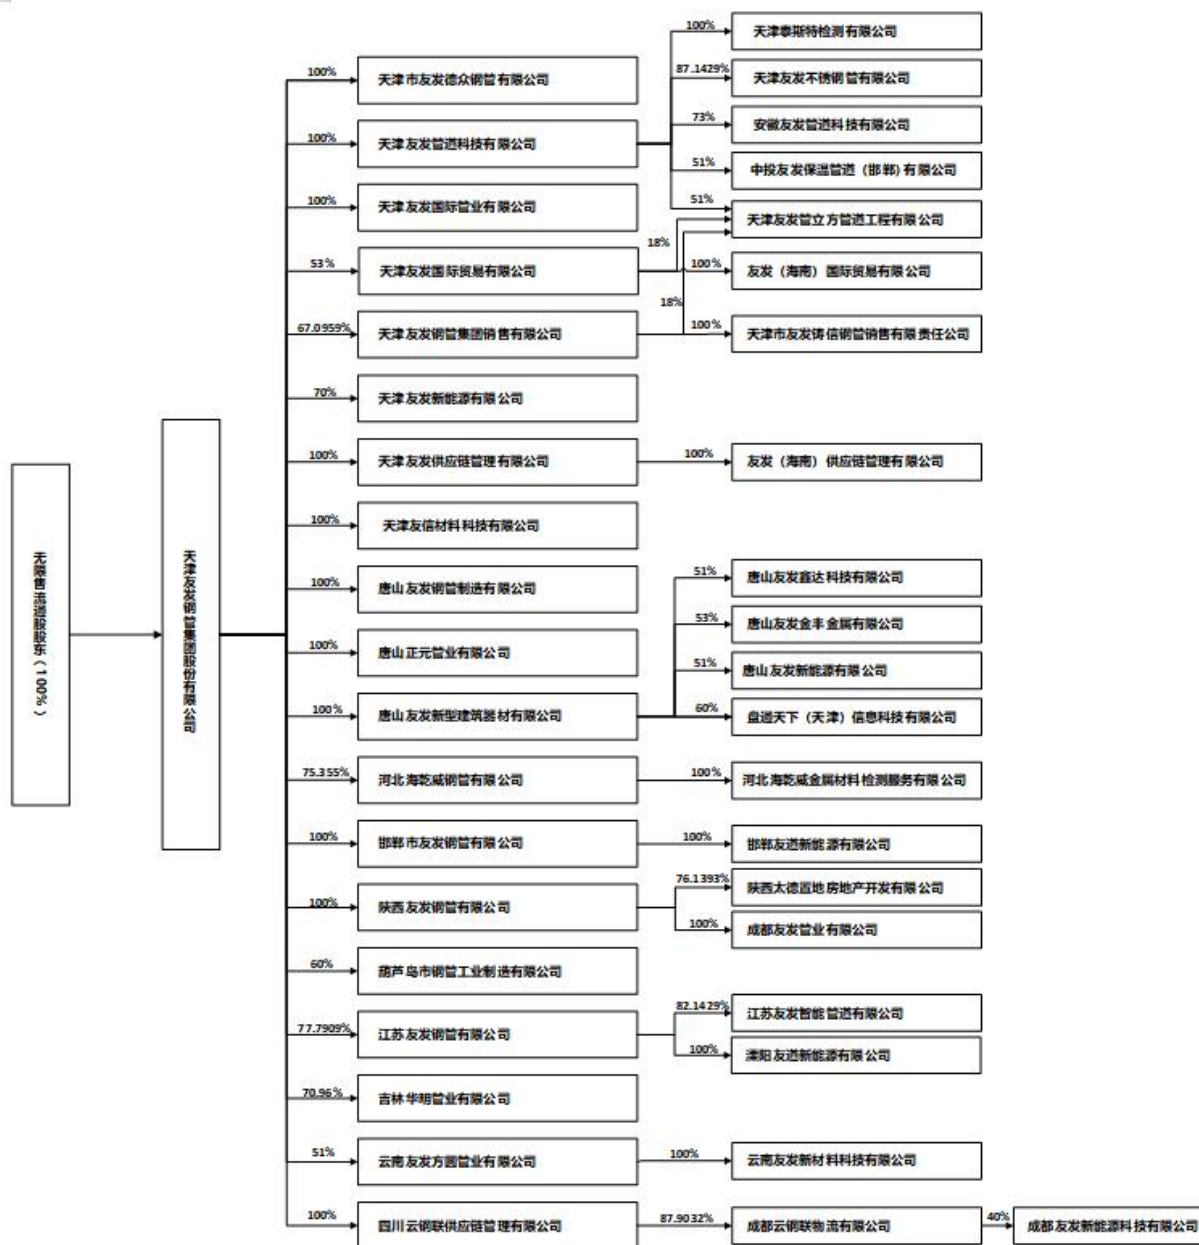 无限售流通股股东（100%）
天津友发钢管集团股份有限公司
100%
天津市友发德众钢管有限公司
100%
天津友发管道科技有限公司
100%
天津泰斯特检测有限公司
87.1429%
天津友发不锈钢管有限公司
73%
安徽友发管道科技有限公司
51%
中投友发保温管道（邯郸）有限公司
51%
天津友发管立方管道工程有限公司
100%
天津友发国际管业有限公司
53%
天津友发国际贸易有限公司
18%
100%
友发（海南）国际贸易有限公司
67.0959%
天津友发钢管集团销售有限公司
18%
100%
天津市友发铸信钢管销售有限责任公司
70%
天津友发新能源有限公司
100%
天津友发供应链管理有限公司
100%
友发（海南）供应链管理有限公司
100%
天津友信材料科技有限公司
100%
唐山友发钢管制造有限公司
100%
唐山正元管业有限公司
100%
唐山友发新型建筑器材有限公司
51%
唐山友发鑫达科技有限公司
53%
唐山友发金丰金属有限公司
51%
唐山友发新能源有限公司
60%
盘通天下（天津）信息科技有限公司
75.355%
河北海乾威钢管有限公司
100%
河北海乾威金属材料检测服务有限公司
100%
邯郸市友发钢管有限公司
100%
邯郸友道新能源有限公司
100%
陕西友发钢管有限公司
76.1393%
陕西太德置地房地产开发有限公司
100%
成都友发管业有限公司
60%
葫芦岛市钢管工业制造有限公司
77.7909%
江苏友发钢管有限公司
82.1429%
江苏友发智能管道有限公司
100%
溧阳友道新能源有限公司
70.96%
吉林华明管业有限公司
51%
云南友发方圆管业有限公司
100%
云南友发新材料科技有限公司
100%
四川云钢联供应链管理有限公司
87.9032%
成都云钢联物流有限公司
40%
成都友发新能源科技有限公司